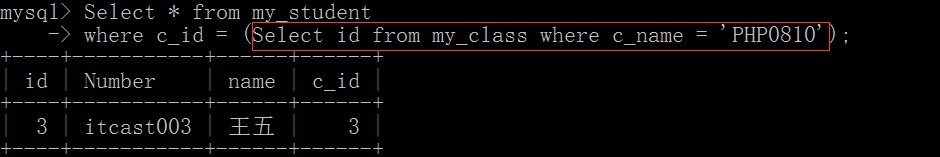 mysql> Select * from my_student
    -> where c_id = (Select id from my_class where c_name = 'PHP0810');
+----+-----------+------+------+
| id | Number    | name | c_id |
+----+-----------+------+------+
|  3 | itcast003 | 王五 |    3 |
+----+-----------+------+------+